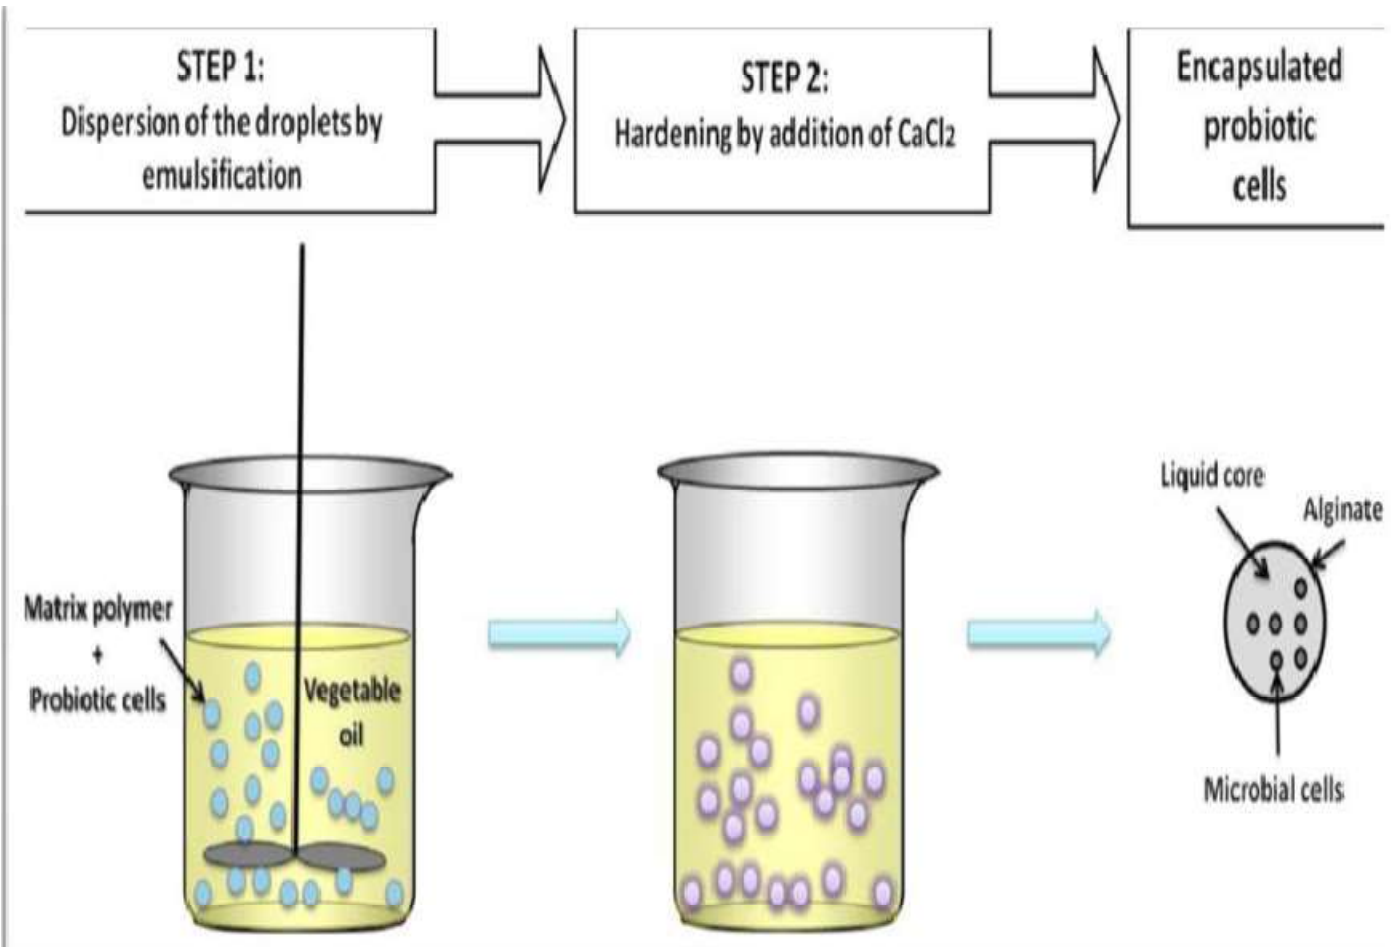 STEP 1:
Dispersion of the droplets by
emulsification
STEP 2:
Hardening by addition of CaCl2
Encapsulated
probiotic
cells
Matrix polymer
+
Probiotic cells
Vegetable
oil
Liquid core
Alginate
Microbial cells